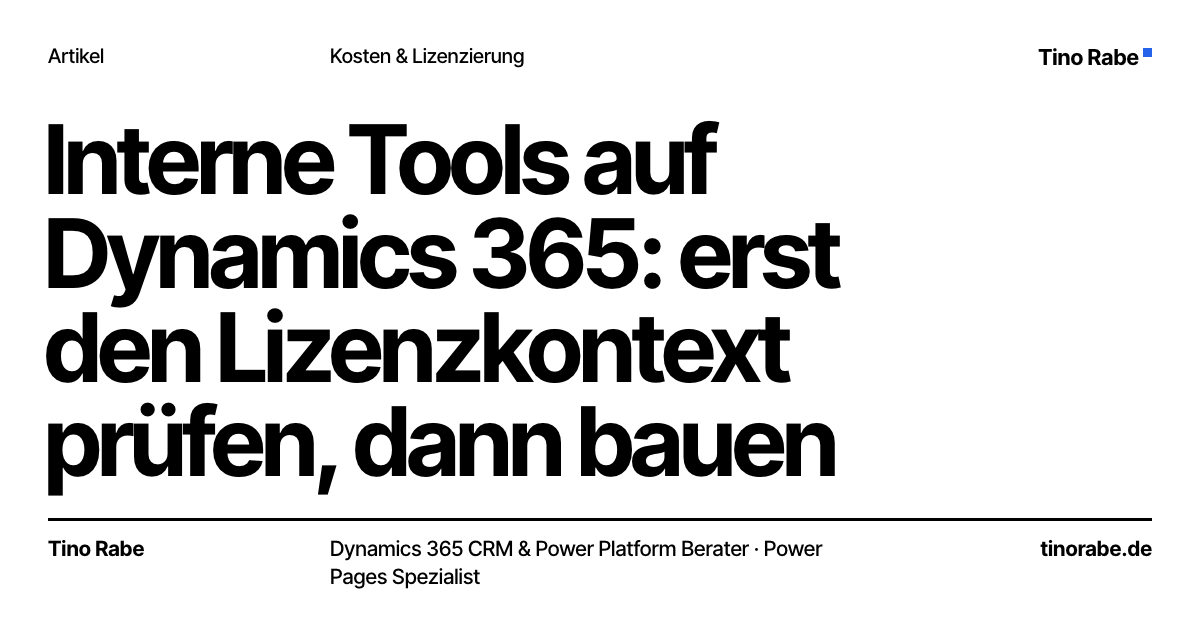 Artikel
Kosten & Lizenzierung
Tino Rabe
Interne Tools auf
Dynamics 365: erst
den Lizenzkontext
prüfen, dann bauen
Tino Rabe
Dynamics 365 CRM & Power Platform Berater · Power
Pages Spezialist
tinorabe.de